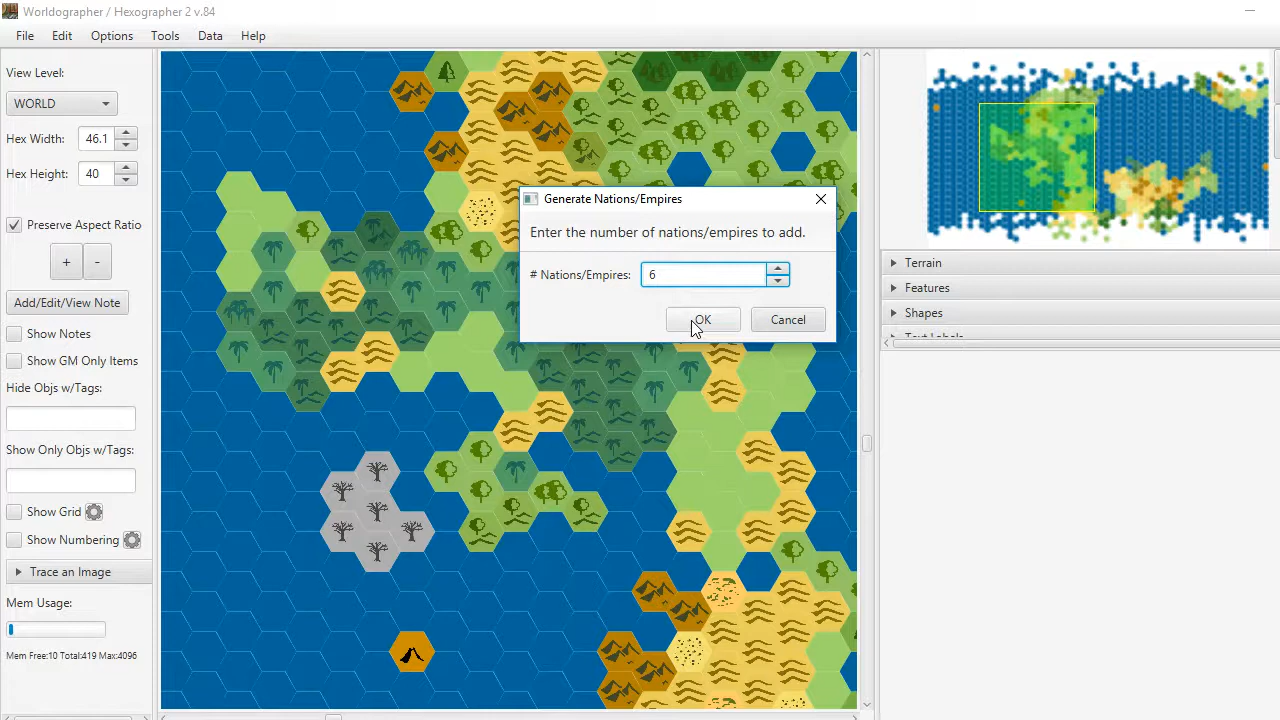 Worldographer / Hexographer 2 v.84
File Edit Options Tools Data Help
View Level:
WORLD
Hex Width: 46.1
Hex Height: 40
Preserve Aspect Ratio
+ -
Add/Edit/View Note
Show Notes
Show GM Only Items
Hide Objs w/Tags:
Show Only Objs w/Tags:
Show Grid
Show Numbering
Trace an Image
Mem Usage:
Mem Free10 Total:419 Max:4096
Generate Nations/Empires
Enter the number of nations/empires to add.
# Nations/Empires: 6
OK Cancel
Terrain
Features
Shapes
Text Labels